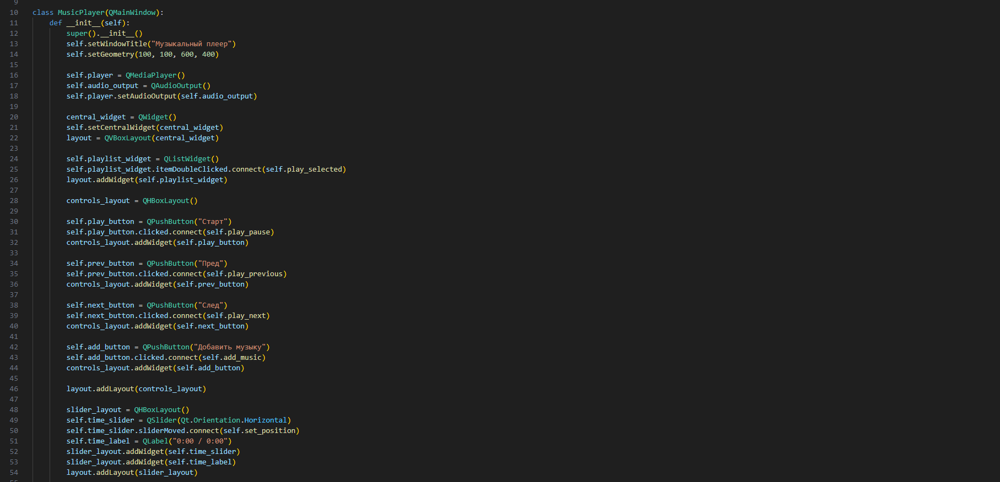 9
10 class MusicPlayer(QMainWindow):
11     def __init__(self):
12         super().__init__()
13         self.setWindowTitle("Музыкальный плеер")
14         self.setGeometry(100, 100, 600, 400)
15
16         self.player = QMediaPlayer()
17         self.audio_output = QAudioOutput()
18         self.player.setAudioOutput(self.audio_output)
19
20         central_widget = QWidget()
21         self.setCentralWidget(central_widget)
22         layout = QVBoxLayout(central_widget)
23
24         self.playlist_widget = QListWidget()
25         self.playlist_widget.itemDoubleClicked.connect(self.play_selected)
26         layout.addWidget(self.playlist_widget)
27
28         controls_layout = QHBoxLayout()
29
30         self.play_button = QPushButton("Старт")
31         self.play_button.clicked.connect(self.play_pause)
32         controls_layout.addWidget(self.play_button)
33
34         self.prev_button = QPushButton("Пред")
35         self.prev_button.clicked.connect(self.play_previous)
36         controls_layout.addWidget(self.prev_button)
37
38         self.next_button = QPushButton("След")
39         self.next_button.clicked.connect(self.play_next)
40         controls_layout.addWidget(self.next_button)
41
42         self.add_button = QPushButton("Добавить музыку")
43         self.add_button.clicked.connect(self.add_music)
44         controls_layout.addWidget(self.add_button)
45
46         layout.addLayout(controls_layout)
47
48         slider_layout = QHBoxLayout()
49         self.time_slider = QSlider(Qt.Orientation.Horizontal)
50         self.time_slider.sliderMoved.connect(self.set_position)
51         self.time_label = QLabel("0:00 / 0:00")
52         slider_layout.addWidget(self.time_slider)
53         slider_layout.addWidget(self.time_label)
54         layout.addLayout(slider_layout)